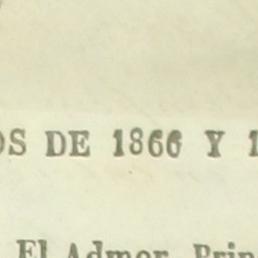 OS DE 1866 Y 1
El Admor. Prin